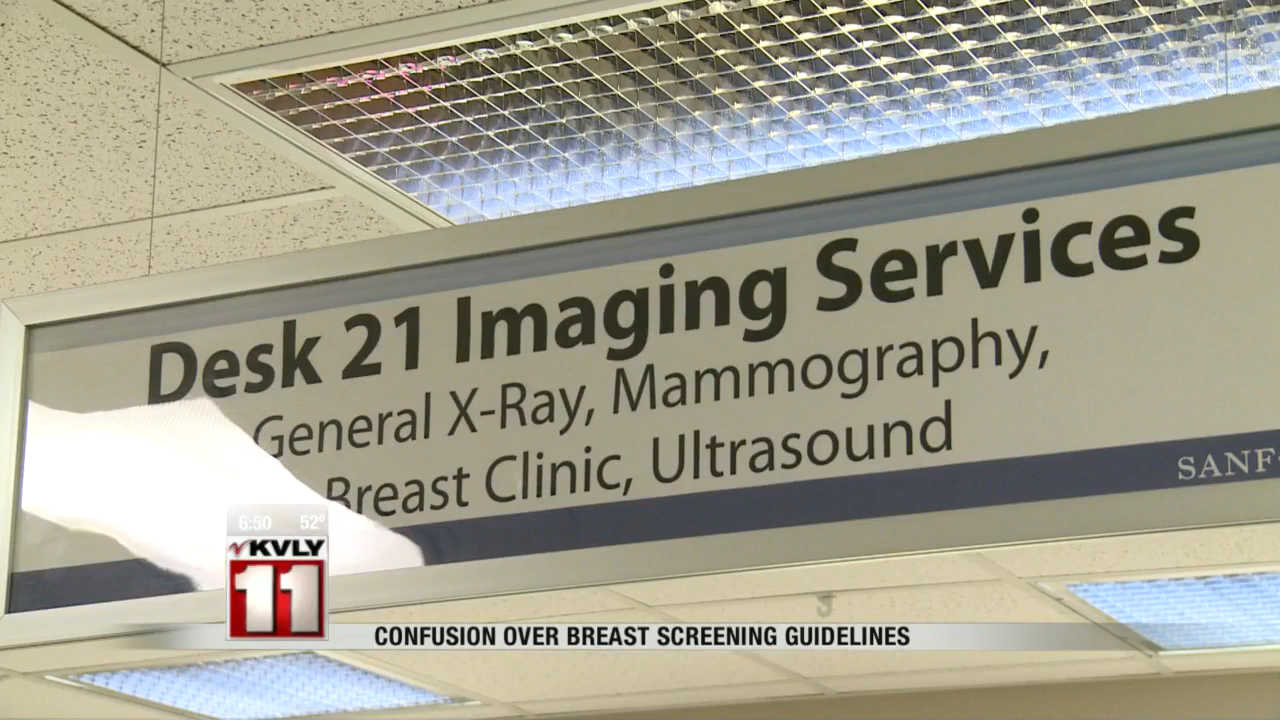 Desk 21 Imaging Services
General X-Ray, Mammography,
Breast Clinic, Ultrasound
SANF
6:50 52°
KVLY
11
CONFUSION OVER BREAST SCREENING GUIDELINES